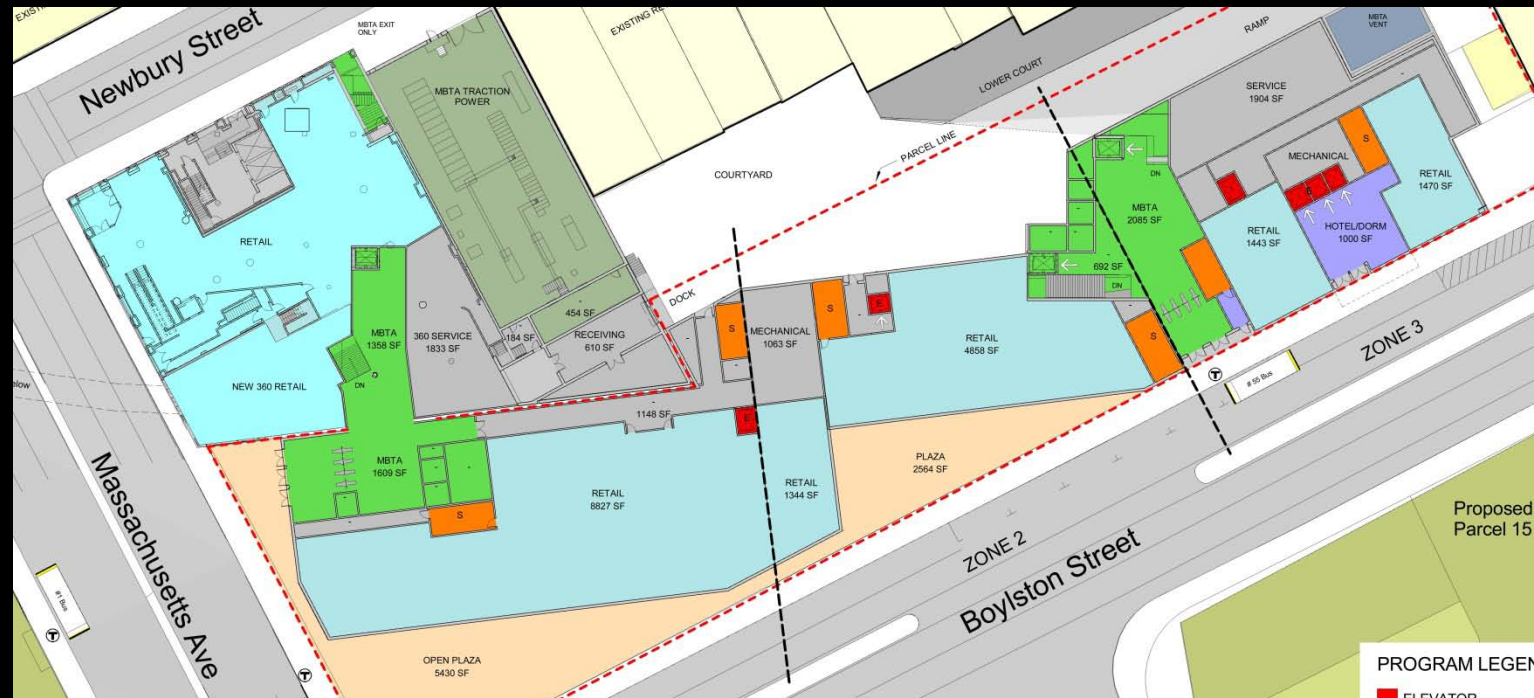 Newbury Street
MBTA EXIT
ONLY
MBTA TRACTION
POWER
LOWER COURT
RAMP
MBTA
VENT
SERVICE
1904 SF
PARCEL LINE
COURTYARD
MECHANICAL
S
RETAIL
1470 SF
DN
MBTA
2085 SF
HOTEL/DORM
1000 SF
RETAIL
1443 SF
RETAIL
692 SF
DN
DOCK
454 SF
RECEIVING
610 SF
184 SF
360 SERVICE
1833 SF
MBTA
1358 SF
DN
NEW 360 RETAIL
S
MECHANICAL
1063 SF
S
E
RETAIL
4858 SF
S
ZONE 3
T
# 55 Bus
1148 SF
E
MBTA
1609 SF
S
RETAIL
8827 SF
RETAIL
1344 SF
PLAZA
2564 SF
ZONE 2
Boylston Street
Massachusetts Ave
#1 Bus
T
T
OPEN PLAZA
5430 SF
Proposed
Parcel 15
PROGRAM LEGEN
ELEVATOR